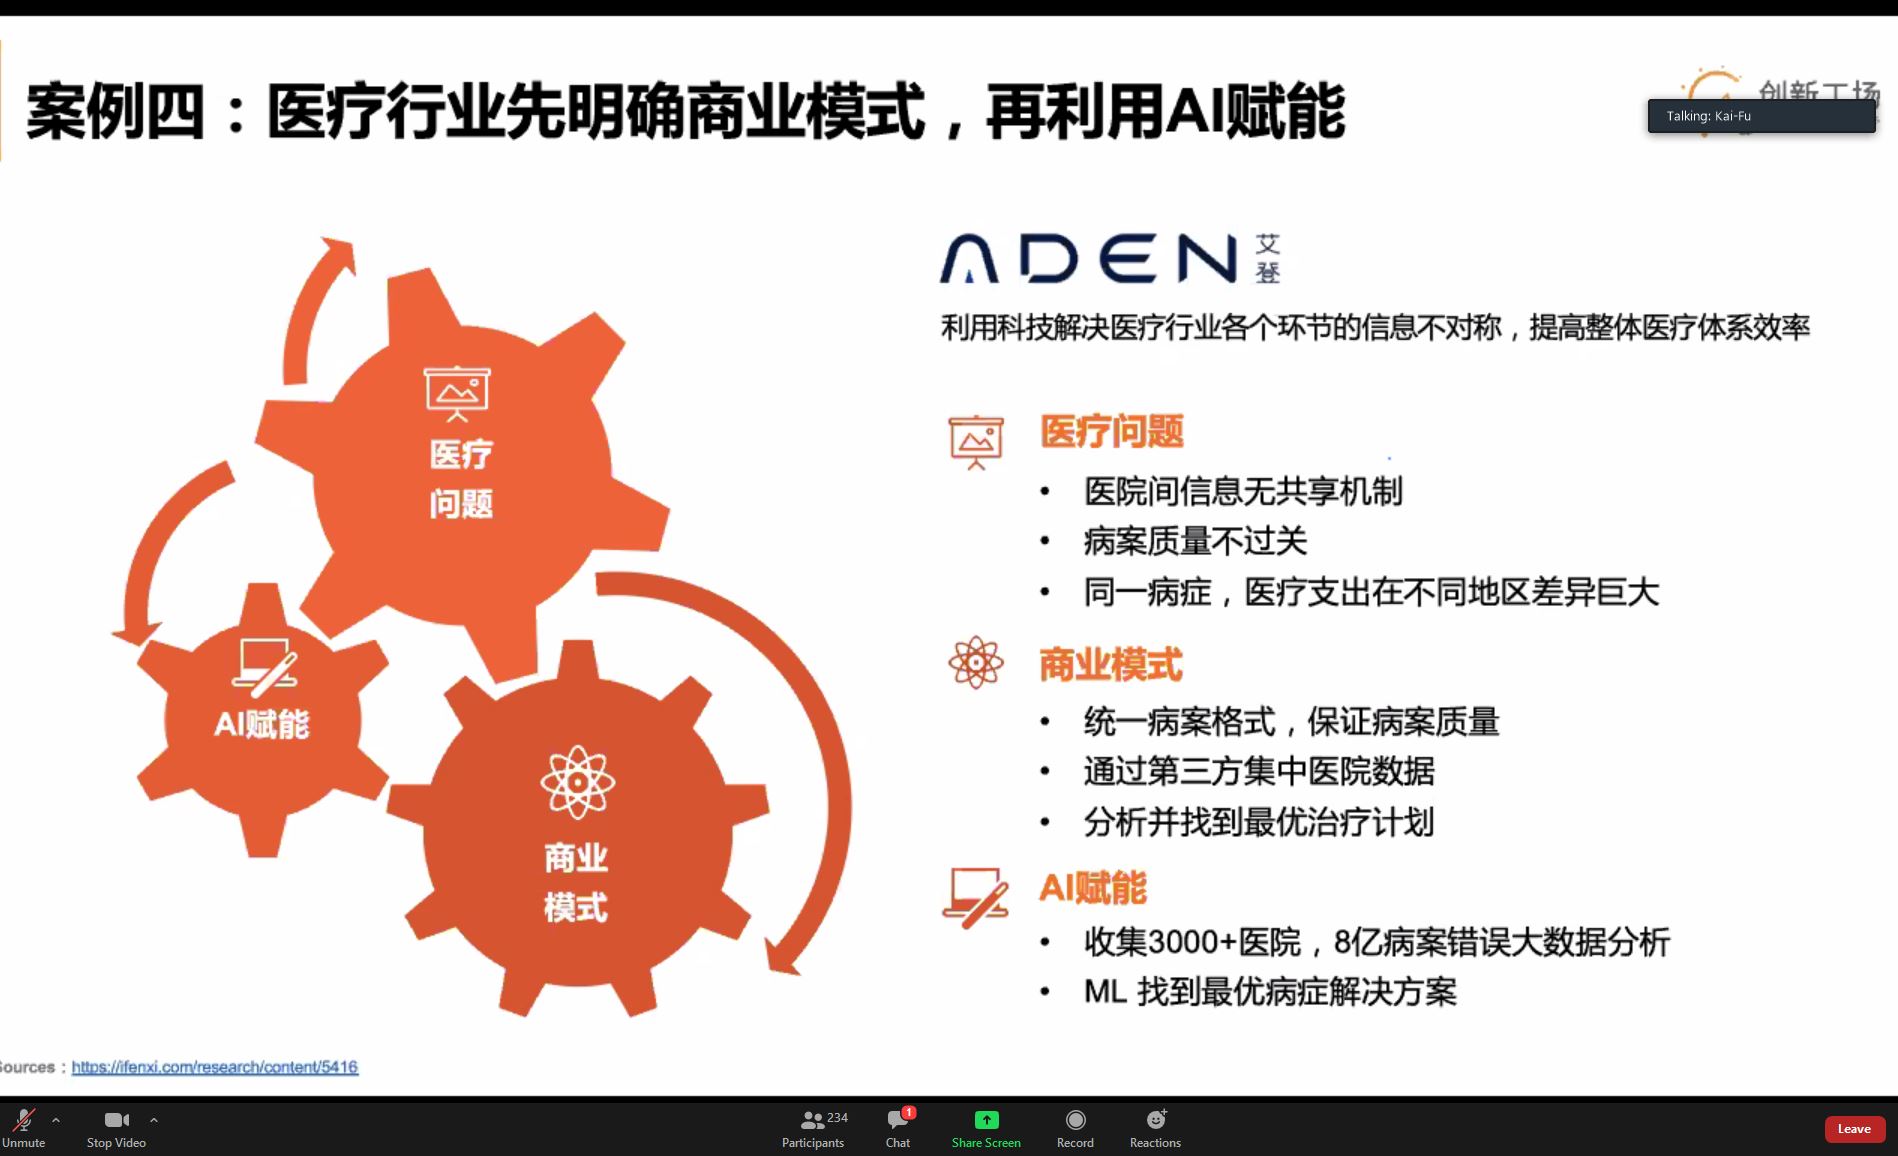 案例四：医疗行业先明确商业模式，再利用AI赋能
创新工场
Talking: Kai-Fu
ADEN 艾登
利用科技解决医疗行业各个环节的信息不对称，提高整体医疗体系效率
医疗
问题
AI赋能
商业
模式
医疗问题
• 医院间信息无共享机制
• 病案质量不过关
• 同一病症，医疗支出在不同地区差异巨大
商业模式
• 统一病案格式，保证病案质量
• 通过第三方集中医院数据
• 分析并找到最优治疗计划
AI赋能
• 收集3000+医院，8亿病案错误大数据分析
• ML 找到最优病症解决方案
Sources：https://ifenxi.com/research/content/5416
Unmute
Stop Video
234
Participants
1
Chat
Share Screen
Record
Reactions
Leave